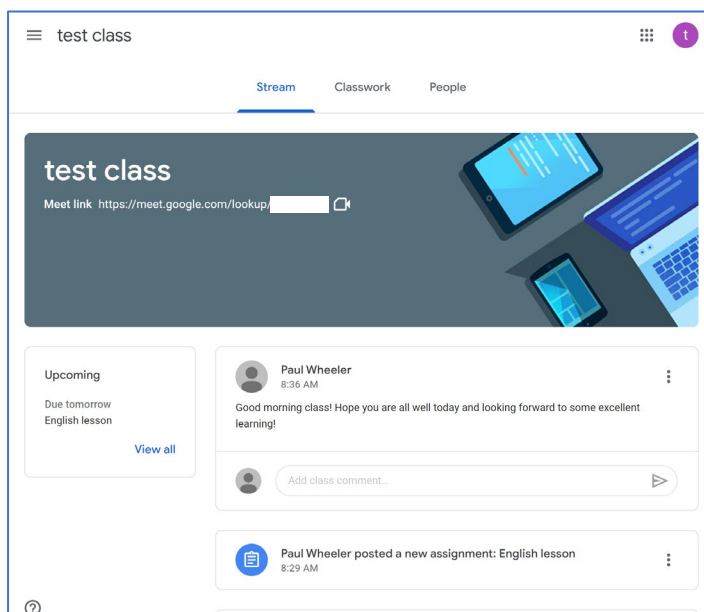 test class
t
Stream Classwork People
test class
Meet link https://meet.google.com/lookup/
Upcoming
Due tomorrow
English lesson
View all
Paul Wheeler
8:36 AM
Good morning class! Hope you are all well today and looking forward to some excellent
learning!
Add class comment...
Paul Wheeler posted a new assignment: English lesson
8:29 AM
?